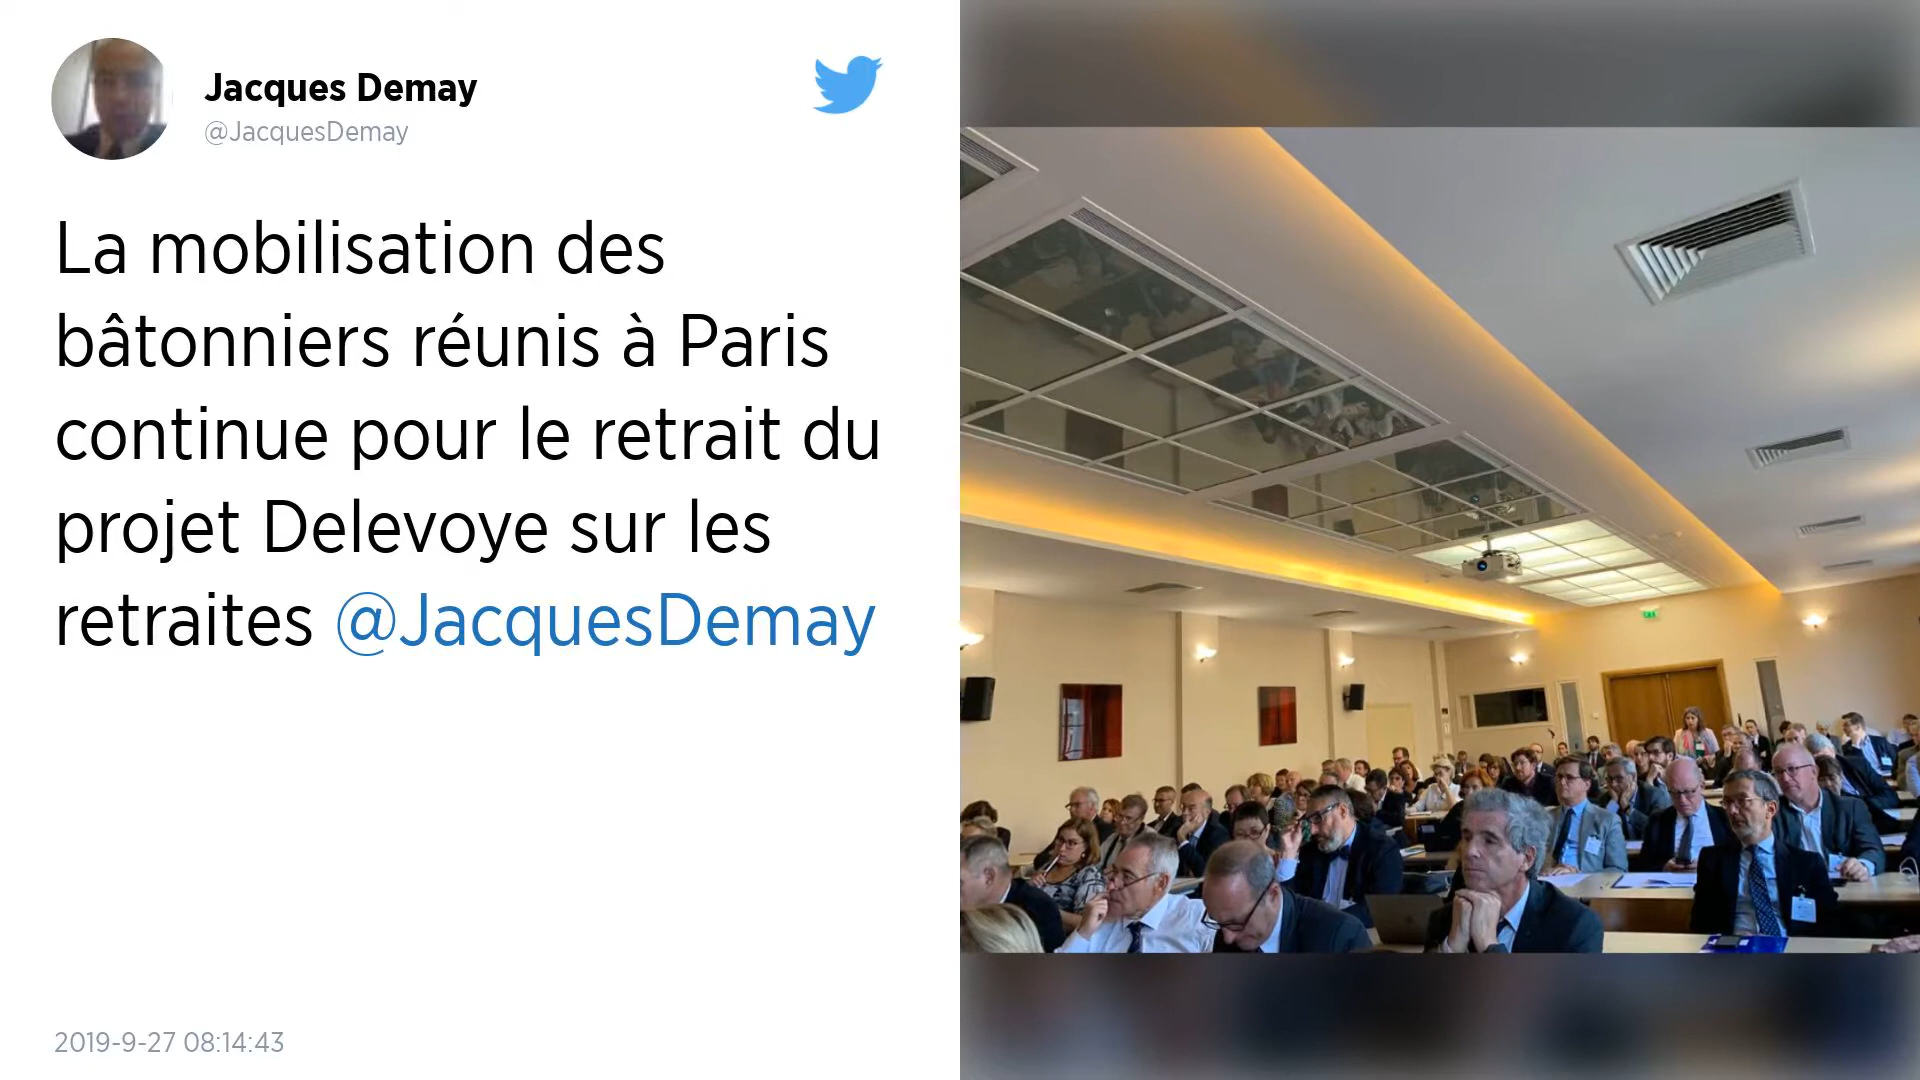 Jacques Demay
@JacquesDemay
La mobilisation des
bâtonniers réunis à Paris
continue pour le retrait du
projet Delevoye sur les
retraites @JacquesDemay
2019-9-27 08:14:43